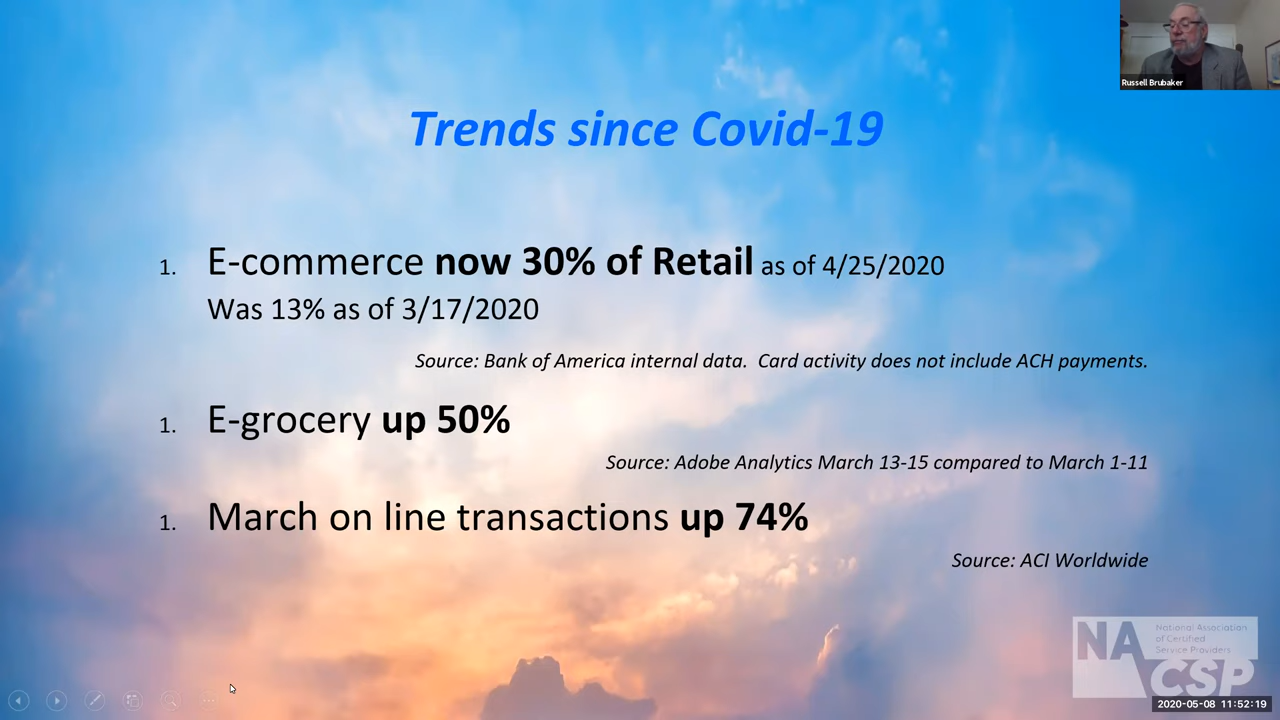 Russell Brubaker
Trends since Covid-19
1. E-commerce now 30% of Retail as of 4/25/2020
Was 13% as of 3/17/2020
Source: Bank of America internal data.  Card activity does not include ACH payments.
1. E-grocery up 50%
Source: Adobe Analytics March 13-15 compared to March 1-11
1. March on line transactions up 74%
Source: ACI Worldwide
NA
National Association
of Certified
Service Providers
CSP
2020-05-08 11:52:19